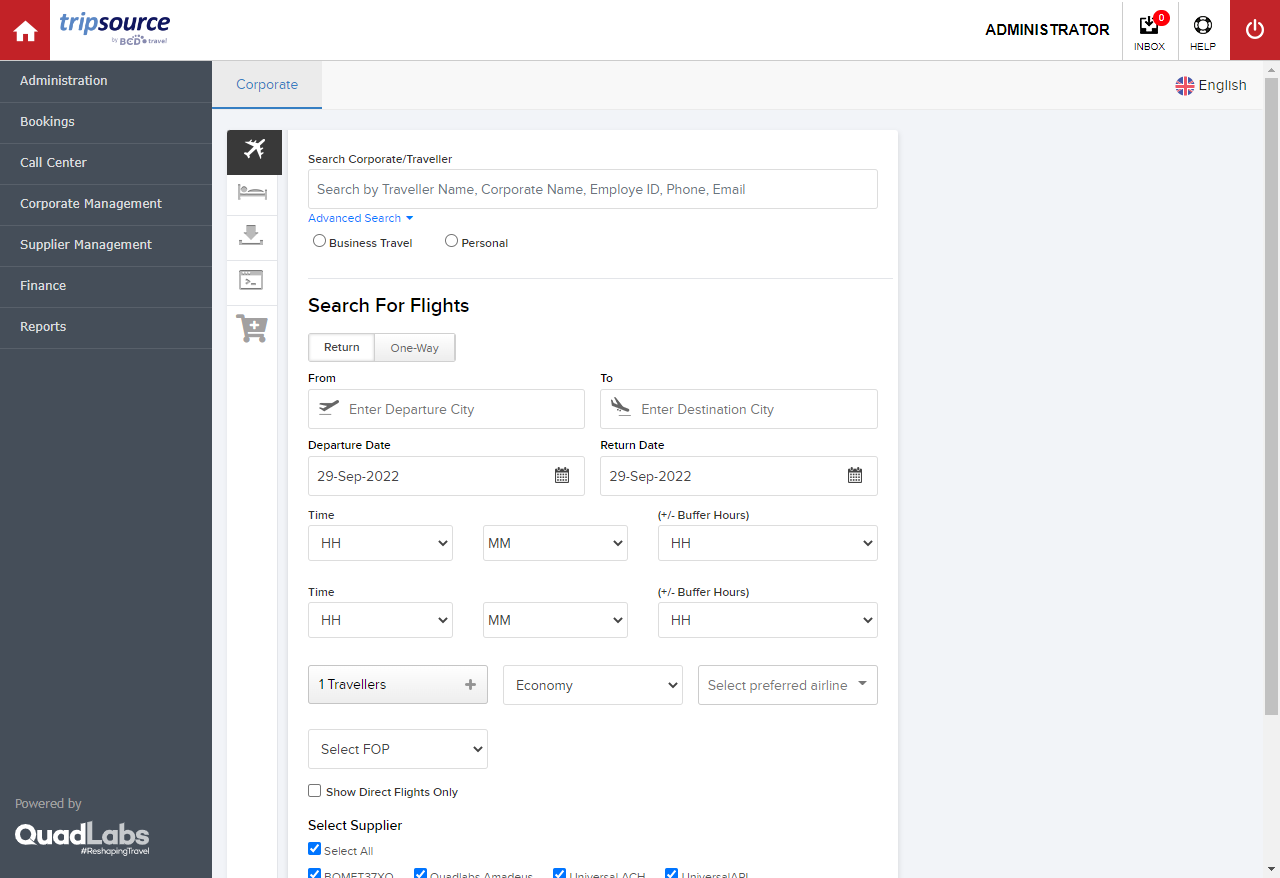 tripsource
by BCD travel
ADMINISTRATOR
0
INBOX
HELP
Administration
Bookings
Call Center
Corporate Management
Supplier Management
Finance
Reports
Powered by
QuadLabs
#ReshapingTravel
Corporate
English
Search Corporate/Traveller
Search by Traveller Name, Corporate Name, Employe ID, Phone, Email
Advanced Search
Business Travel Personal
Search For Flights
Return One-Way
From To
Enter Departure City Enter Destination City
Departure Date Return Date
29-Sep-2022 29-Sep-2022
Time (+/- Buffer Hours)
HH MM HH
Time (+/- Buffer Hours)
HH MM HH
1 Travellers + Economy Select preferred airline
Select FOP
Show Direct Flights Only
Select Supplier
Select All
BOMET37XO Quadlabs Amadeus Universal ACH UniversalAPI